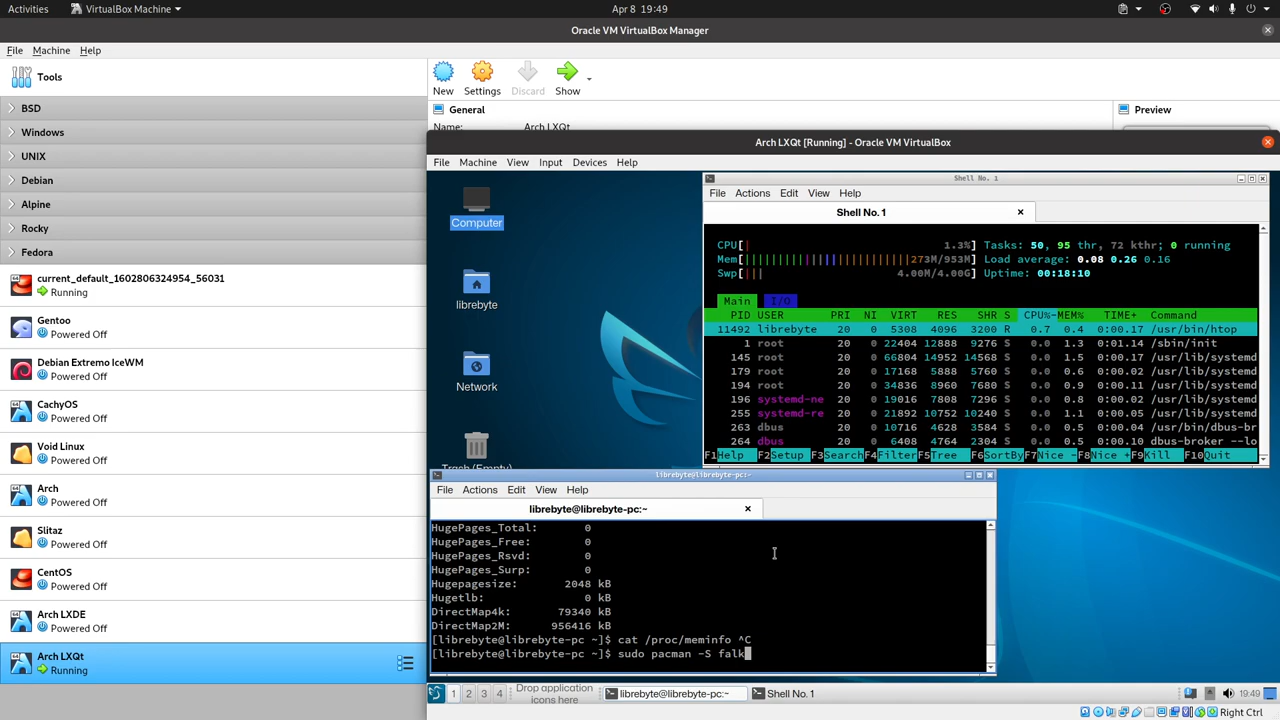 Activities
VirtualBox Machine
Apr 8 19:49
Oracle VM VirtualBox Manager
File Machine Help
Tools
New Settings Discard Show
BSD
Windows
UNIX
Debian
Alpine
Rocky
Fedora
current_default_1602806324954_56031
Running
Gentoo
Powered Off
Debian Extremo IceWM
Powered Off
CachyOS
Powered Off
Void Linux
Powered Off
Arch
Powered Off
Slitaz
Powered Off
CentOS
Powered Off
Arch LXDE
Powered Off
Arch LXQt
Running
General
Preview
Name: Arch LXQt
Arch LXQt [Running] - Oracle VM VirtualBox
File Machine View Input Devices Help
Computer
librebyte
Network
Trash (Empty)
Shell No. 1
File Actions Edit View Help
Shell No. 1
CPU[| 1.3%] Tasks: 50, 95 thr, 72 kthr; 0 running
Mem[||||||||||||||||||||||||||273M/953M] Load average: 0.08 0.26 0.16
Swp[||| 4.00M/4.00G] Uptime: 00:18:10
Main I/O
PID USER PRI NI VIRT RES SHR S CPU%-MEM% TIME+ Command
11492 librebyte 20 0 5308 4096 3200 R 0.7 0.4 0:00.17 /usr/bin/htop
1 root 20 0 22404 12888 9276 S 0.0 1.3 0:01.14 /sbin/init
145 root 20 0 66804 14952 14568 S 0.0 1.5 0:00.17 /usr/lib/systemd
179 root 20 0 17168 5888 5760 S 0.0 0.6 0:00.02 /usr/lib/systemd
194 root 20 0 34836 8960 7680 S 0.0 0.9 0:00.11 /usr/lib/systemd
196 systemd-ne 20 0 19016 7808 7296 S 0.0 0.8 0:00.07 /usr/lib/systemd
255 systemd-re 20 0 21892 10752 10240 S 0.0 1.1 0:00.05 /usr/lib/systemd
263 dbus 20 0 10716 4628 3584 S 0.0 0.5 0:00.01 /usr/bin/dbus-br
264 dbus 20 0 6408 4764 2304 S 0.0 0.5 0:00.10 dbus-broker --lo
F1Help F2Setup F3Search F4Filter F5Tree F6SortBy F7Nice - F8Nice + F9Kill F10Quit
librebyte@librebyte-pc:~
File Actions Edit View Help
librebyte@librebyte-pc:~
HugePages_Total: 0
HugePages_Free: 0
HugePages_Rsvd: 0
HugePages_Surp: 0
Hugepagesize: 2048 kB
Hugetlb: 0 kB
DirectMap4k: 79340 kB
DirectMap2M: 956416 kB
[librebyte@librebyte-pc ~]$ cat /proc/meminfo ^C
[librebyte@librebyte-pc ~]$ sudo pacman -S falk
1 2 3 4
Drop application
icons here
librebyte@librebyte-pc:~
Shell No. 1
19:49
Right Ctrl